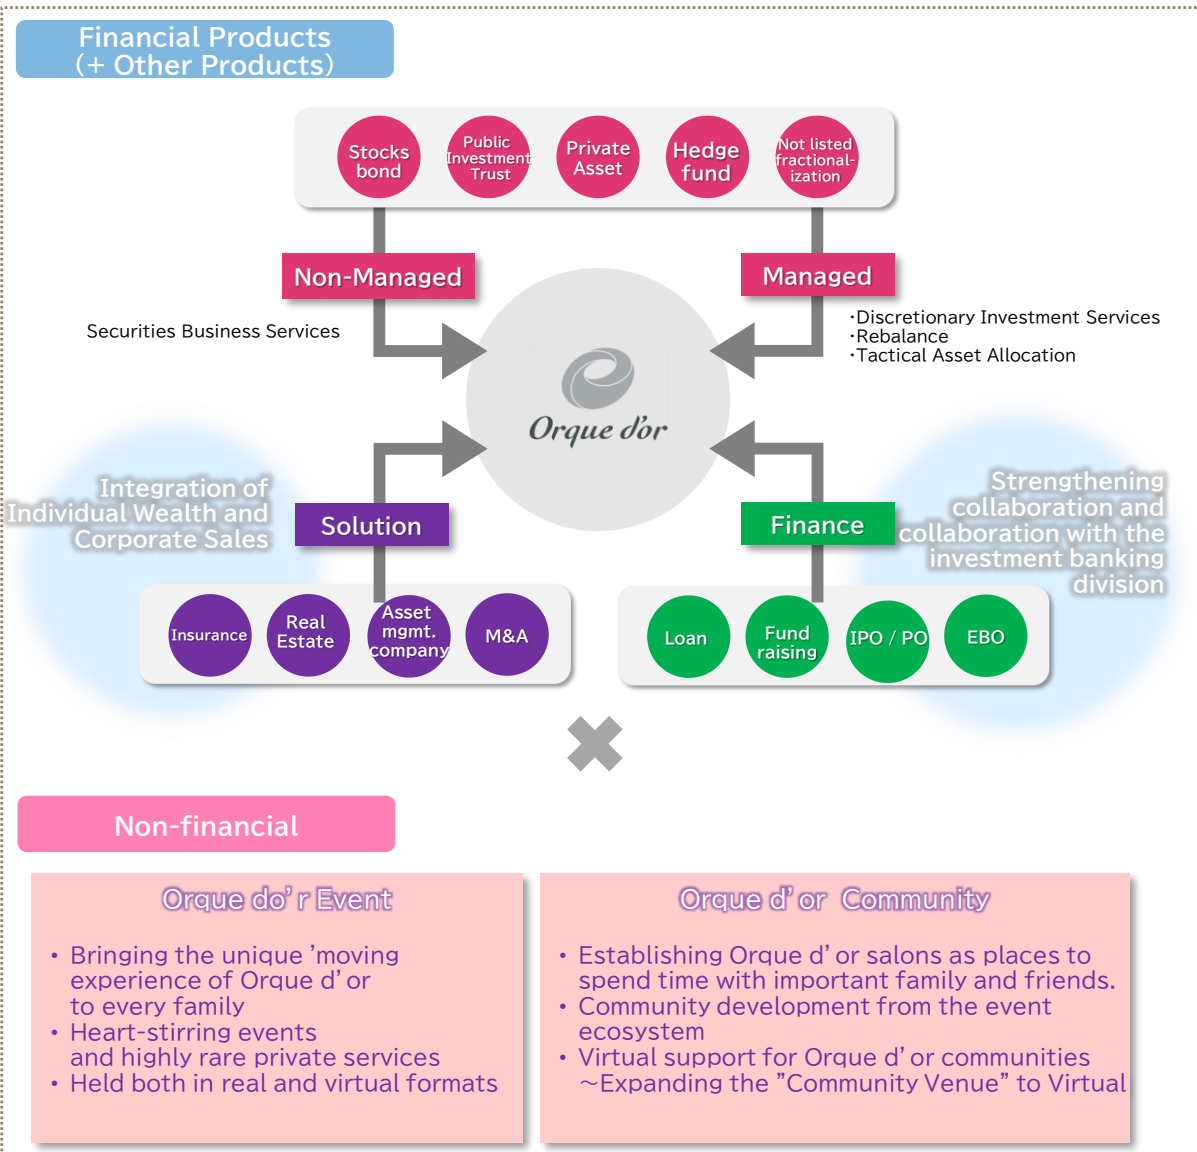 Financial Products
(+ Other Products)
Stocks
bond
Public
Investment
Trust
Private
Asset
Hedge
fund
Not listed
fractional-
ization
Non-Managed
Managed
Securities Business Services
・Discretionary Investment Services
・Rebalance
・Tactical Asset Allocation
Orque d'or
Integration of
Individual Wealth and
Corporate Sales
Strengthening
collaboration and
collaboration with the
investment banking
division
Solution
Finance
Insurance
Real
Estate
Asset
mgmt.
company
M&A
Loan
Fund
raising
IPO / PO
EBO
Non-financial
Orque do’r Event
• Bringing the unique ’moving
experience of Orque d’or
to every family
• Heart-stirring events
and highly rare private services
• Held both in real and virtual formats
Orque d’or Community
• Establishing Orque d’or salons as places to
spend time with important family and friends.
• Community development from the event
ecosystem
• Virtual support for Orque d’or communities
～Expanding the ”Community Venue” to Virtual